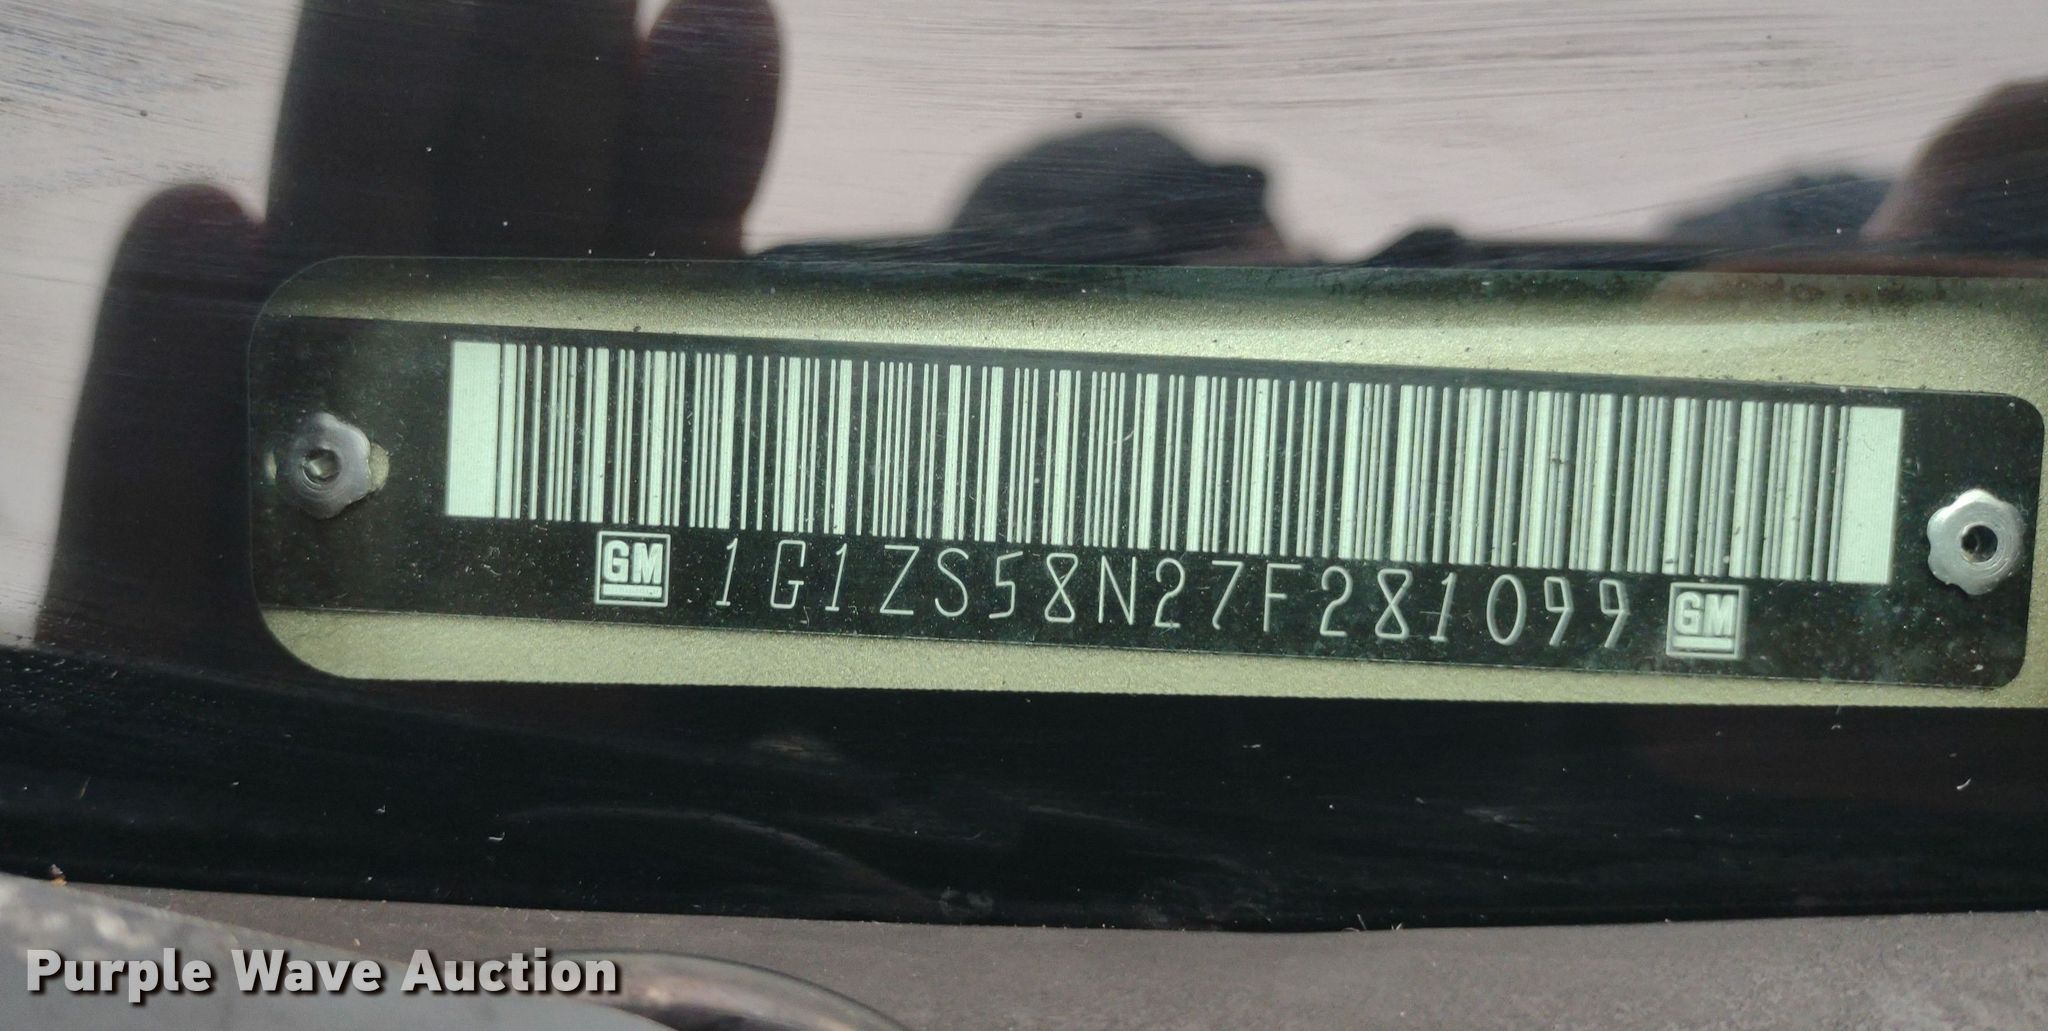 GM 1G1ZS58N27F281099 GM
Purple Wave Auction